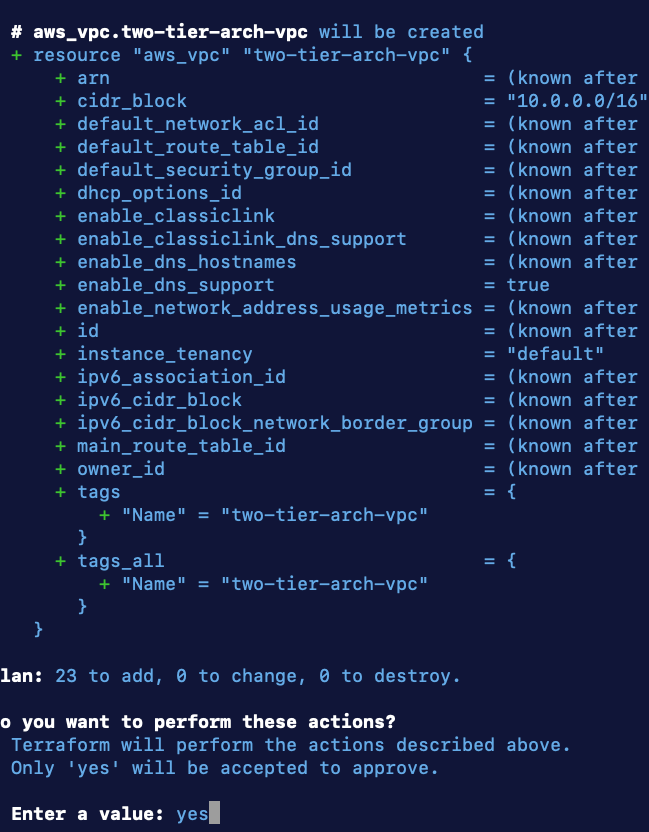 # aws_vpc.two-tier-arch-vpc will be created
+ resource "aws_vpc" "two-tier-arch-vpc" {
+ arn = (known after
+ cidr_block = "10.0.0.0/16"
+ default_network_acl_id = (known after
+ default_route_table_id = (known after
+ default_security_group_id = (known after
+ dhcp_options_id = (known after
+ enable_classiclink = (known after
+ enable_classiclink_dns_support = (known after
+ enable_dns_hostnames = (known after
+ enable_dns_support = true
+ enable_network_address_usage_metrics = (known after
+ id = (known after
+ instance_tenancy = "default"
+ ipv6_association_id = (known after
+ ipv6_cidr_block = (known after
+ ipv6_cidr_block_network_border_group = (known after
+ main_route_table_id = (known after
+ owner_id = (known after
+ tags = {
+ "Name" = "two-tier-arch-vpc"
}
+ tags_all = {
+ "Name" = "two-tier-arch-vpc"
}
}
lan: 23 to add, 0 to change, 0 to destroy.
o you want to perform these actions?
Terraform will perform the actions described above.
Only 'yes' will be accepted to approve.
Enter a value: yes